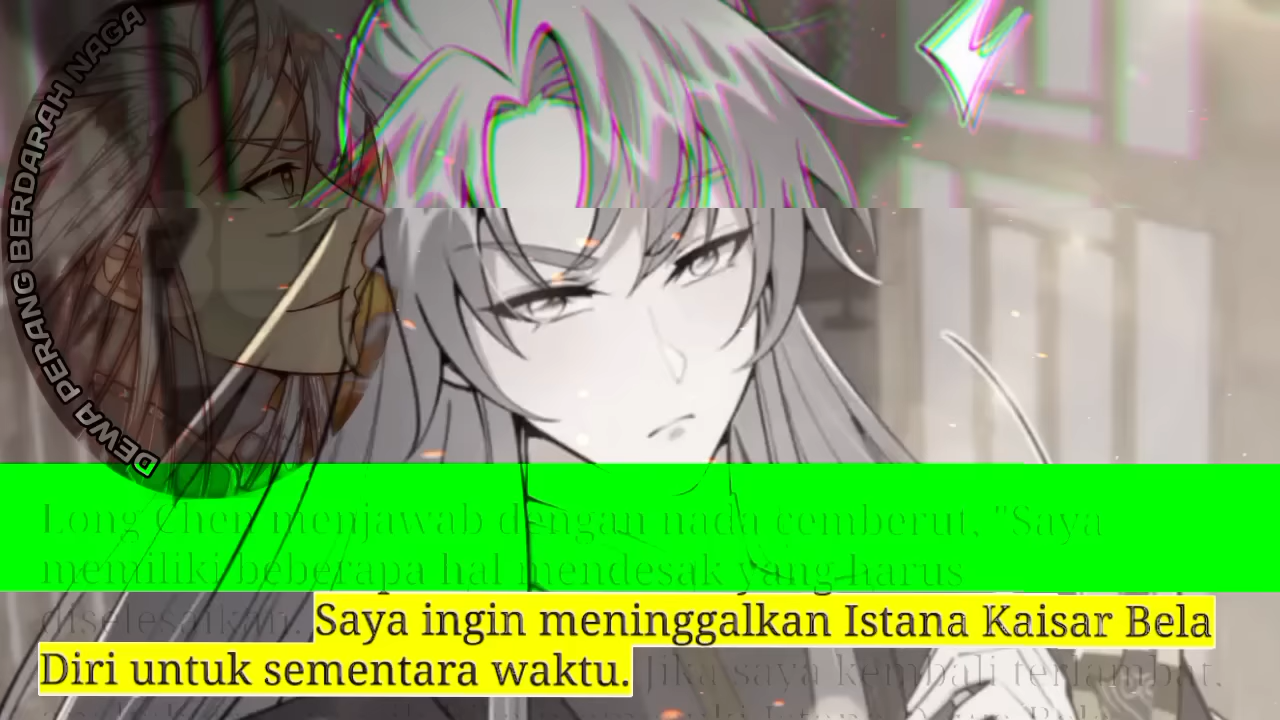 DEWA PERANG BERDARAH NAGA
Long Chen menjawab dengan nada cemberut, "Saya
memiliki beberapa hal mendesak yang harus
diselesaikan. Saya ingin meninggalkan Istana Kaisar Bela
Diri untuk sementara waktu. Jika saya kembali terlambat,